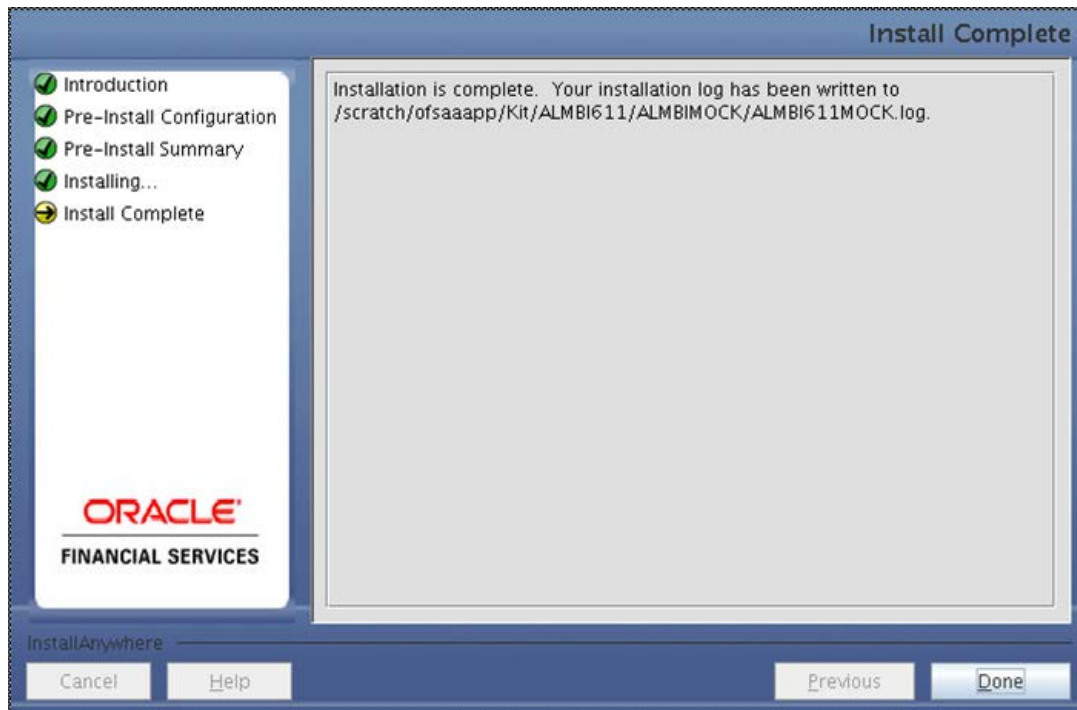 Install Complete
Introduction
Pre-Install Configuration
Pre-Install Summary
Installing...
Install Complete
Installation is complete.  Your installation log has been written to
/scratch/ofsaaapp/Kit/ALMBI611/ALMBIMOCK/ALMBI611MOCK.log.
ORACLE
FINANCIAL SERVICES
InstallAnywhere
Cancel
Help
Previous
Done